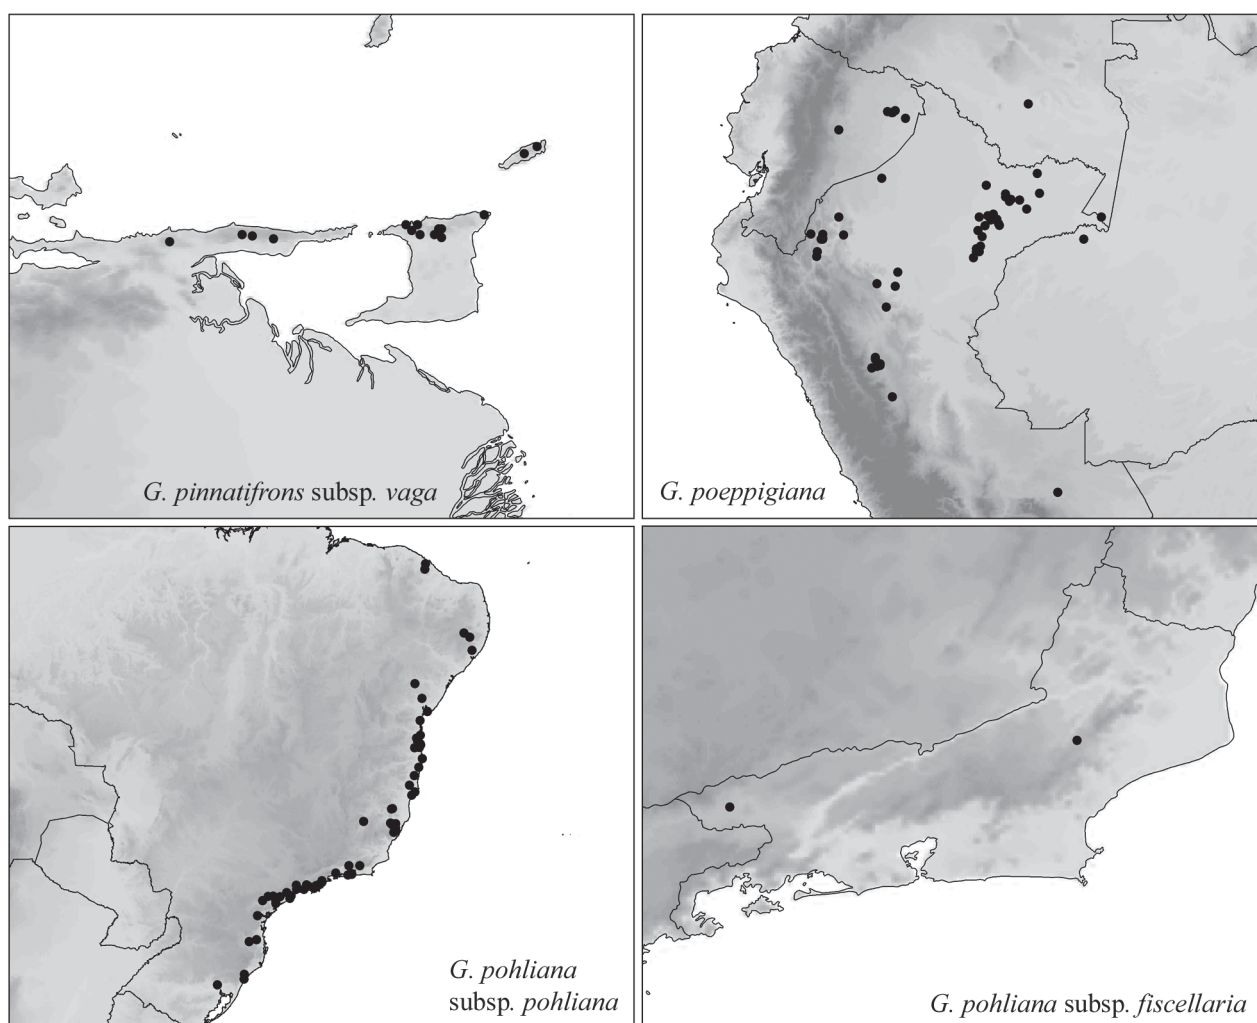 G. pinnatifrons subsp. vaga
G. poeppigiana
G. pohliana
subsp. pohliana
G. pohliana subsp. fiscellaria